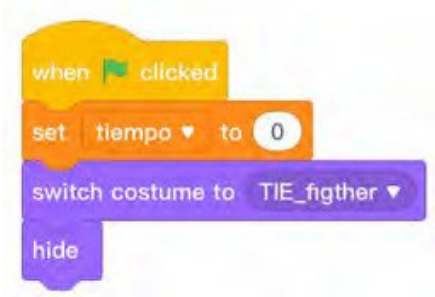 when clicked
set tiempo to 0
switch costume to TIE_figther
hide